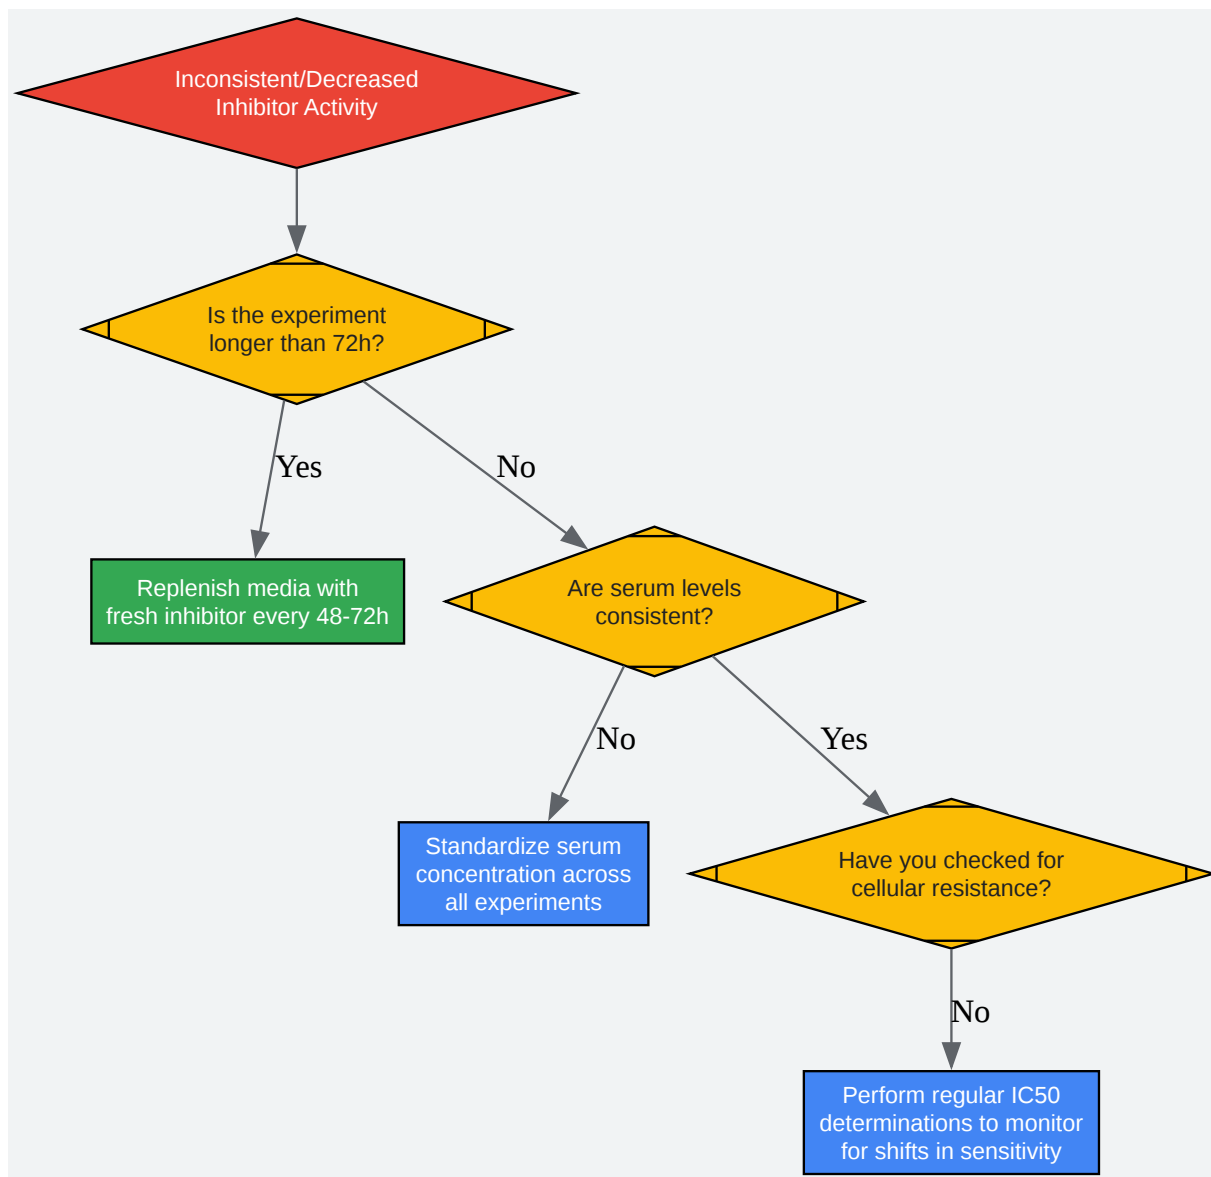 Inconsistent/Decreased
Inhibitor Activity
Is the experiment
longer than 72h?
Yes
No
Replenish media with
fresh inhibitor every 48-72h
Are serum levels
consistent?
No
Yes
Standardize serum
concentration across
all experiments
Have you checked for
cellular resistance?
No
Perform regular IC50
determinations to monitor
for shifts in sensitivity